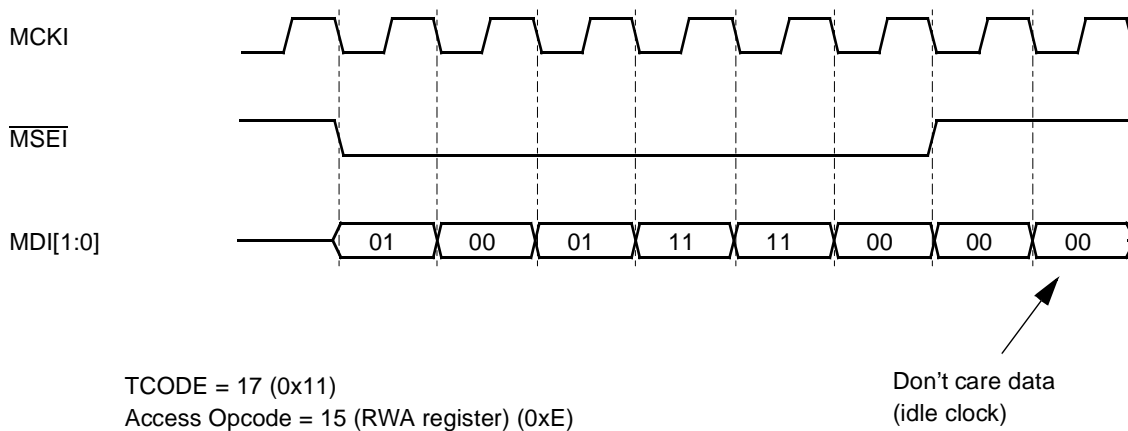 MCKI
MSEI
MDI[1:0]
01 00 01 11 11 00 00 00
TCODE = 17 (0x11)
Access Opcode = 15 (RWA register) (0xE)
Don't care data
(idle clock)